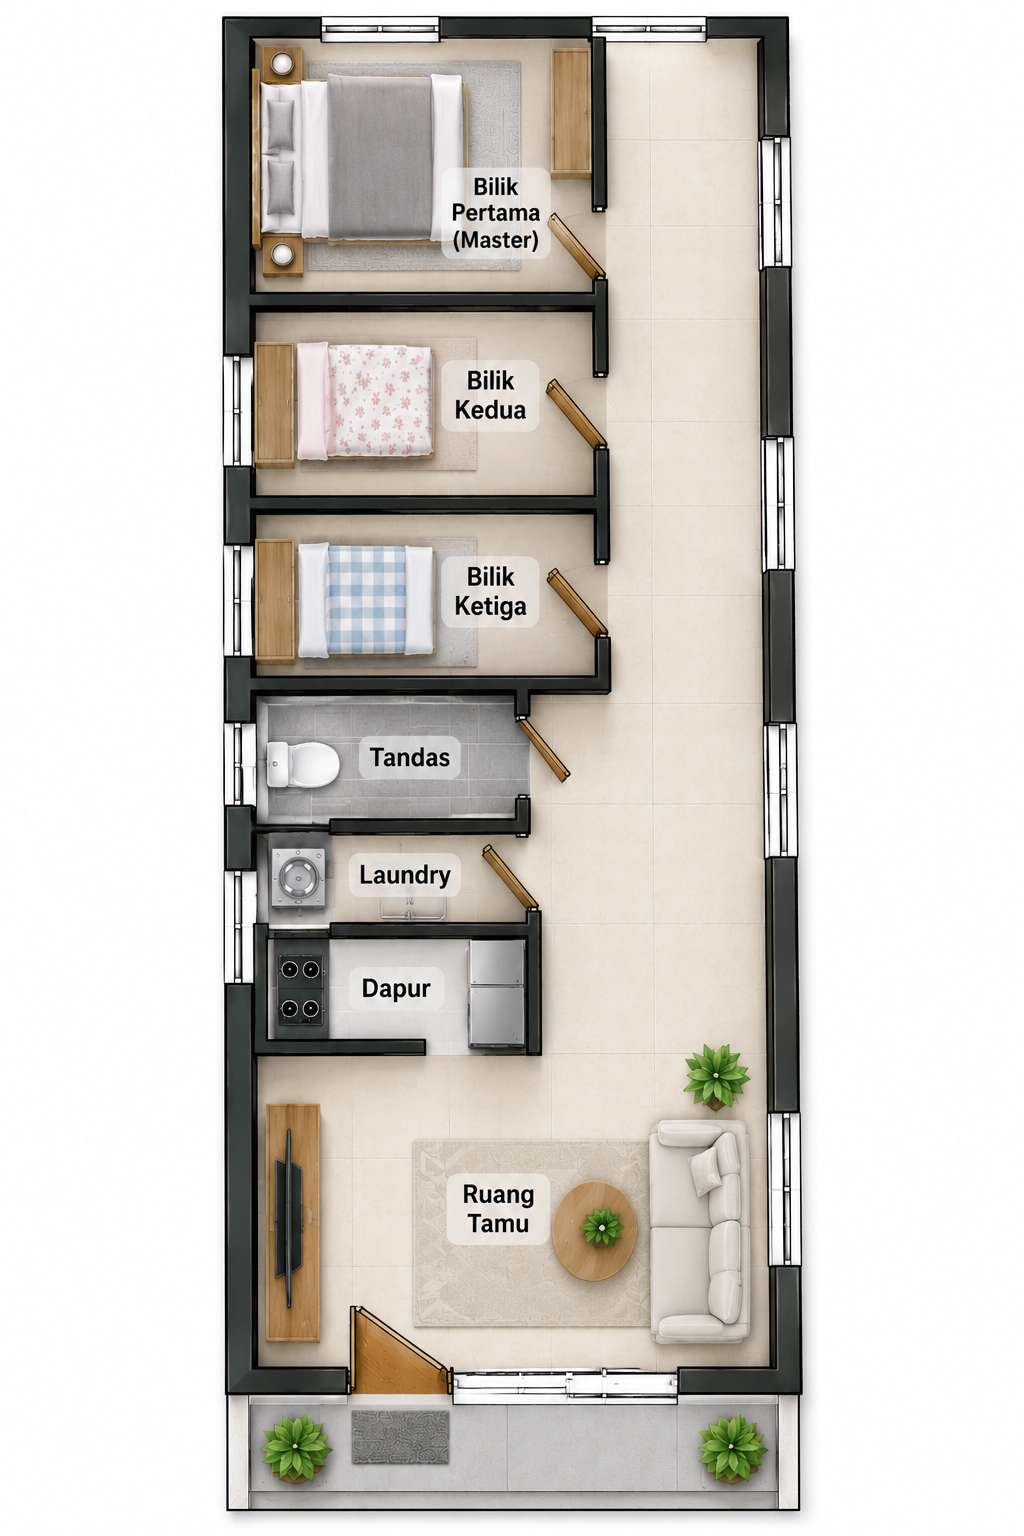 Bilik
Pertama
(Master)
Bilik
Kedua
Bilik
Ketiga
Tandas
Laundry
Dapur
Ruang
Tamu